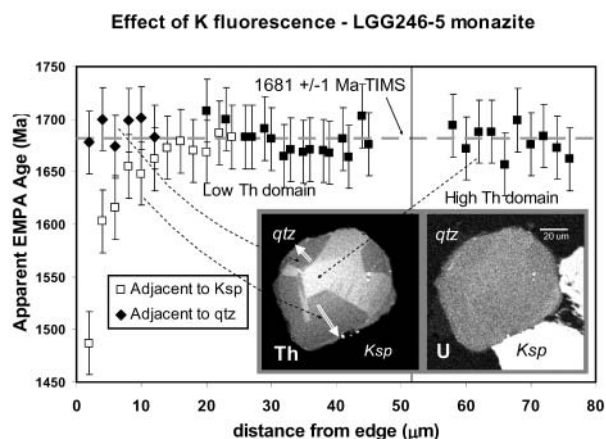 Effect of K fluorescence - LGG246-5 monazite
1750
1700
1650
1600
1550
1500
1450
Apparent EMPA Age (Ma)
1681 +/-1 Ma-TIMS
Low Th domain
High Th domain
□ Adjacent to Ksp
◆ Adjacent to qtz
qtz
Th
Ksp
qtz
20 um
U
Ksp
0 10 20 30 40 50 60 70 80
distance from edge (μm)